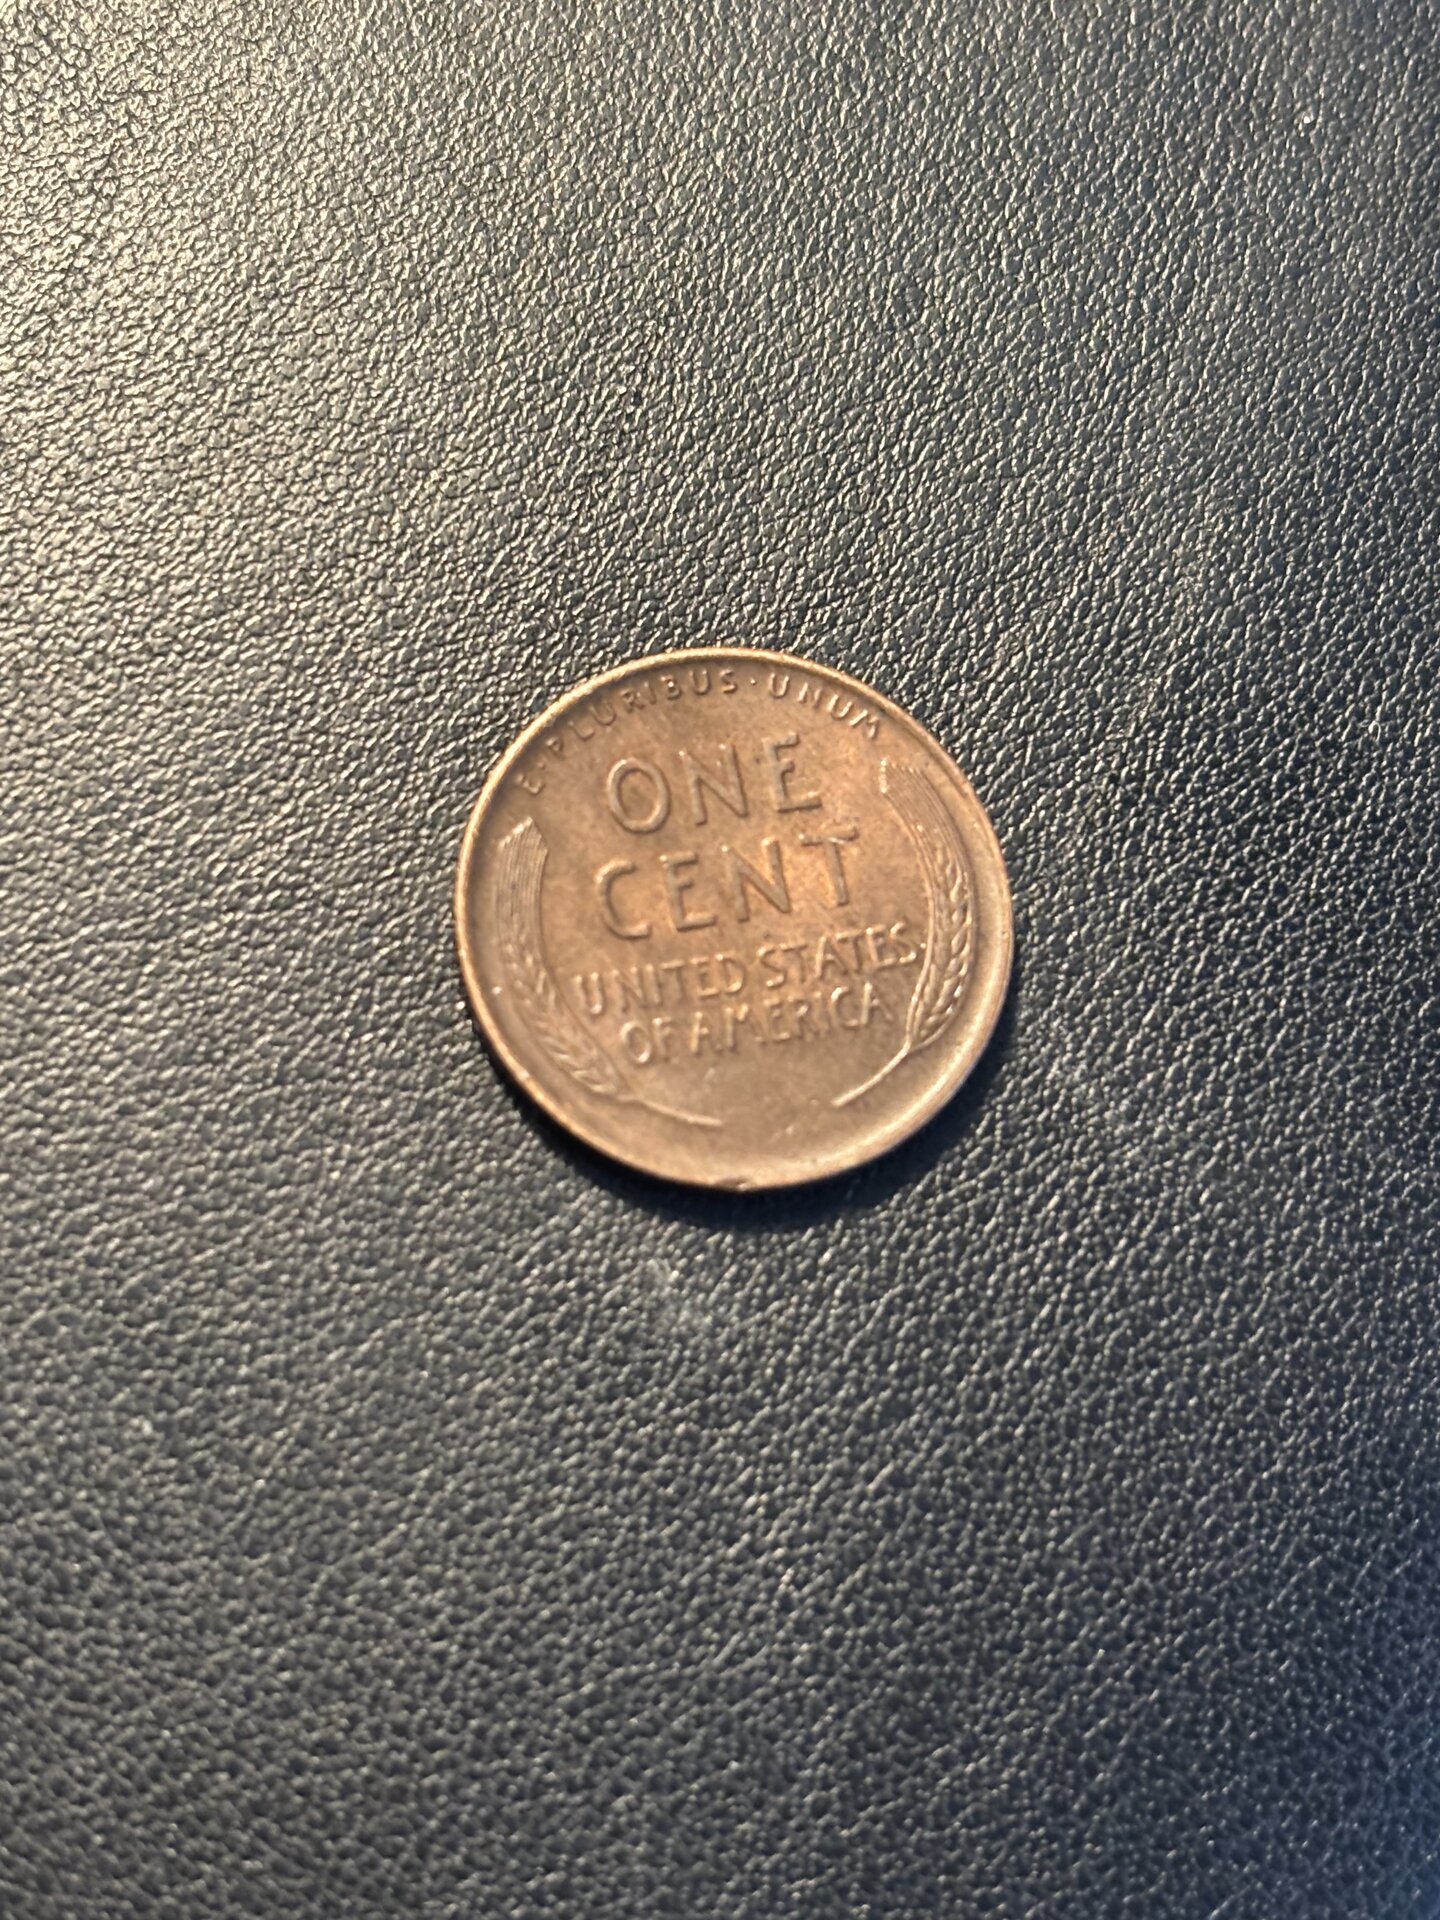 E · PLURIBUS · UNUM
ONE
CENT
UNITED STATES
OF AMERICA